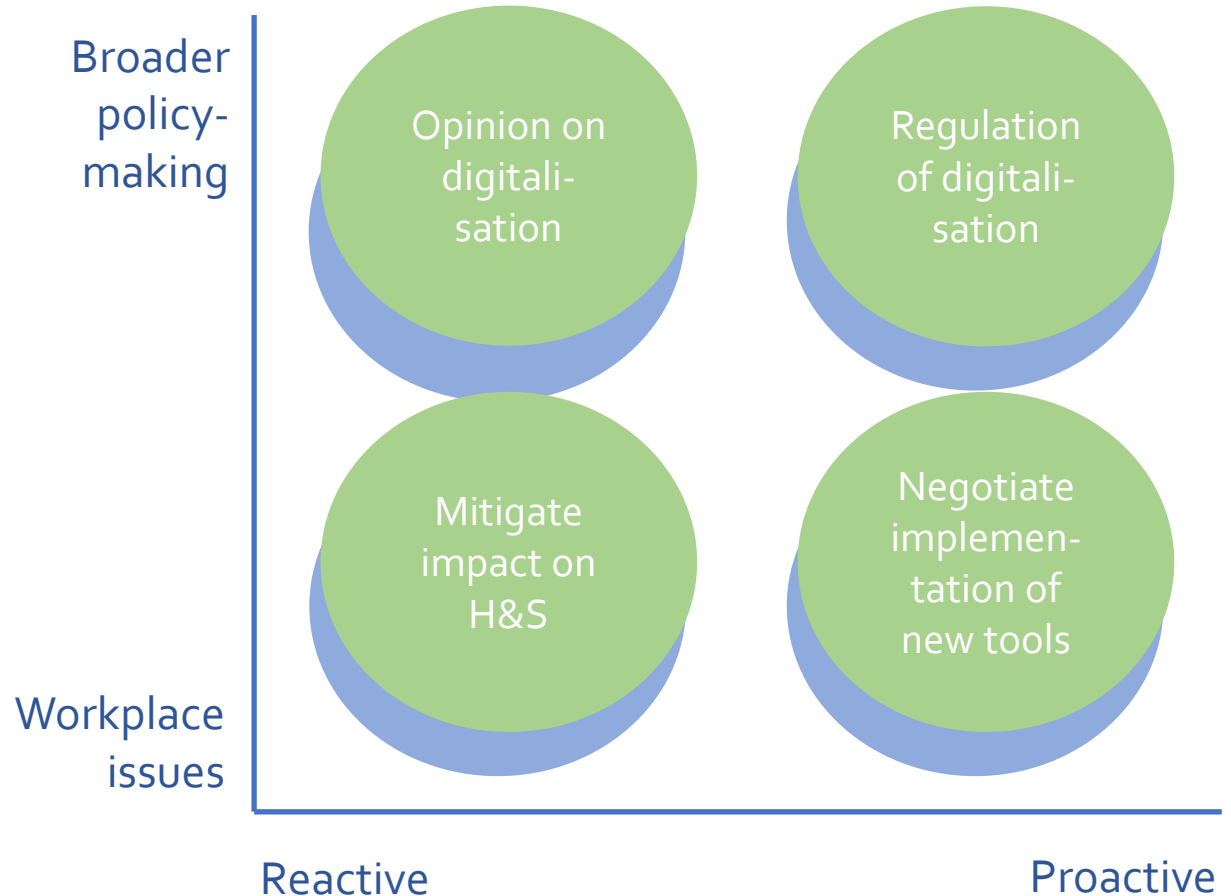 Broader
policy-
making
Opinion on
digitali-
sation
Regulation
of digitali-
sation
Mitigate
impact on
H&S
Negotiate
implemen-
tation of
new tools
Workplace
issues
Reactive
Proactive